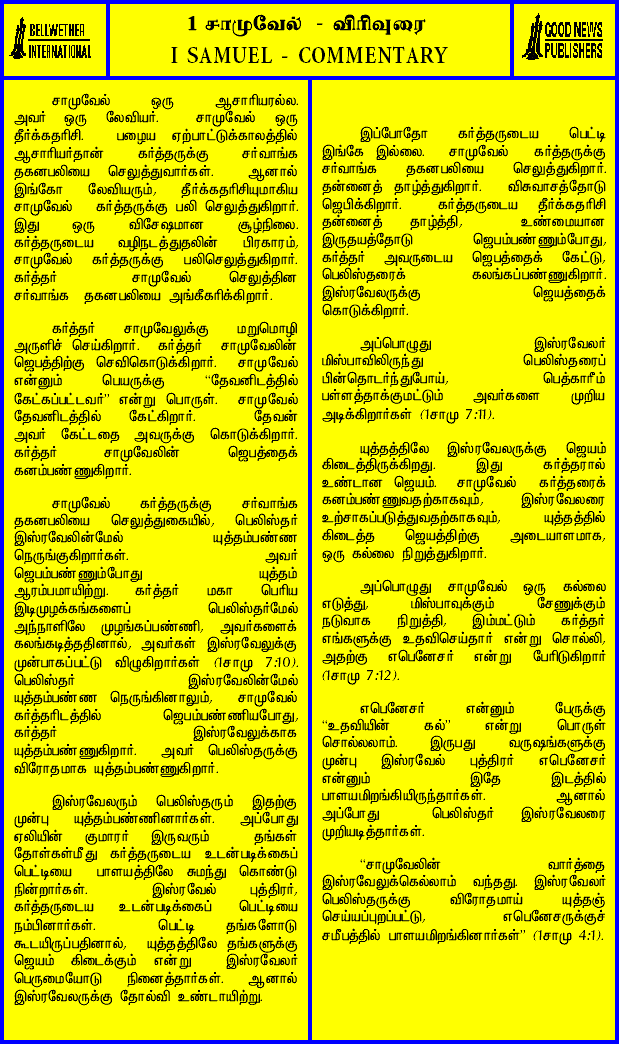 BELLWETHER
INTERNATIONAL
1 சாமுவேல் - விரிவுரை
I SAMUEL - COMMENTARY
GOOD NEWS
PUBLISHERS
சாமுவேல் ஒரு ஆசாரியரல்ல.
அவர் ஒரு லேவியர். சாமுவேல் ஒரு
தீர்க்கதரிசி. பழைய ஏற்பாட்டுக்காலத்தில்
ஆசாரியர்தான் கர்த்தருக்கு சர்வாங்க
தகனபலியை செலுத்துவார்கள். ஆனால்
இங்கோ லேவியரும், தீர்க்கதரிசியுமாகிய
சாமுவேல் கர்த்தருக்கு பலி செலுத்துகிறார்.
இது ஒரு விசேஷமான சூழ்நிலை.
கர்த்தருடைய வழிநடத்துதலின் பிரகாரம்,
சாமுவேல் கர்த்தருக்கு பலிசெலுத்துகிறார்.
கர்த்தர் சாமுவேல் செலுத்தின
சர்வாங்க தகனபலியை அங்கீகரிக்கிறார்.
கர்த்தர் சாமுவேலுக்கு மறுமொழி
அருளிச் செய்கிறார். கர்த்தர் சாமுவேலின்
ஜெபத்திற்கு செவிகொடுக்கிறார். சாமுவேல்
என்னும் பெயருக்கு “தேவனிடத்தில்
கேட்கப்பட்டவர்” என்று பொருள். சாமுவேல்
தேவனிடத்தில் கேட்கிறார். தேவன்
அவர் கேட்டதை அவருக்கு கொடுக்கிறார்.
கர்த்தர் சாமுவேலின் ஜெபத்தைக்
கனம்பண்ணுகிறார்.
சாமுவேல் கர்த்தருக்கு சர்வாங்க
தகனபலியை செலுத்துகையில், பெலிஸ்தர்
இஸ்ரவேலின்மேல் யுத்தம்பண்ண
நெருங்குகிறார்கள். அவர்
ஜெபம்பண்ணும்போது யுத்தம்
ஆரம்பமாயிற்று. கர்த்தர் மகா பெரிய
இடிமுழக்கங்களைப் பெலிஸ்தர்மேல்
அந்நாளிலே முழங்கப்பண்ணி, அவர்களைக்
கலங்கடித்ததினால், அவர்கள் இஸ்ரவேலுக்கு
முன்பாகப்பட்டு விழுகிறார்கள் (1சாமு 7:10).
பெலிஸ்தர் இஸ்ரவேலின்மேல்
யுத்தம்பண்ண நெருங்கினாலும், சாமுவேல்
கர்த்தரிடத்தில் ஜெபம்பண்ணியபோது,
கர்த்தர் இஸ்ரவேலுக்காக
யுத்தம்பண்ணுகிறார். அவர் பெலிஸ்தருக்கு
விரோதமாக யுத்தம்பண்ணுகிறார்.
இஸ்ரவேலரும் பெலிஸ்தரும் இதற்கு
முன்பு யுத்தம்பண்ணினார்கள். அப்போது
ஏலியின் குமாரர் இருவரும் தங்கள்
தோள்கள்மீது கர்த்தருடைய உடன்படிக்கைப்
பெட்டியை பாளயத்திலே சுமந்து கொண்டு
நின்றார்கள். இஸ்ரவேல் புத்திரர்,
கர்த்தருடைய உடன்படிக்கைப் பெட்டியை
நம்பினார்கள். பெட்டி தங்களோடு
கூடயிருப்பதினால், யுத்தத்திலே தங்களுக்கு
ஜெயம் கிடைக்கும் என்று இஸ்ரவேலர்
பெருமையோடு நினைத்தார்கள். ஆனால்
இஸ்ரவேலருக்கு தோல்வி உண்டாயிற்று.
இப்போதோ கர்த்தருடைய பெட்டி
இங்கே இல்லை. சாமுவேல் கர்த்தருக்கு
சர்வாங்க தகனபலியை செலுத்துகிறார்.
தன்னைத் தாழ்த்துகிறார். விசுவாசத்தோடு
ஜெபிக்கிறார். கர்த்தருடைய தீர்க்கதரிசி
தன்னைத் தாழ்த்தி, உண்மையான
இருதயத்தோடு ஜெபம்பண்ணும்போது,
கர்த்தர் அவருடைய ஜெபத்தைக் கேட்டு,
பெலிஸ்தரைக் கலங்கப்பண்ணுகிறார்.
இஸ்ரவேலருக்கு ஜெயத்தைக்
கொடுக்கிறார்.
அப்பொழுது இஸ்ரவேலர்
மிஸ்பாவிலிருந்து பெலிஸ்தரைப்
பின்தொடர்ந்துபோய், பெத்காரீம்
பள்ளத்தாக்குமட்டும் அவர்களை முறிய
அடிக்கிறார்கள் (1சாமு 7:11).
யுத்தத்திலே இஸ்ரவேலருக்கு ஜெயம்
கிடைத்திருக்கிறது. இது கர்த்தரால்
உண்டான ஜெயம். சாமுவேல் கர்த்தரைக்
கனம்பண்ணுவதற்காகவும், இஸ்ரவேலரை
உற்சாகப்படுத்துவதற்காகவும், யுத்தத்தில்
கிடைத்த ஜெயத்திற்கு அடையாளமாக,
ஒரு கல்லை நிறுத்துகிறார்.
அப்பொழுது சாமுவேல் ஒரு கல்லை
எடுத்து, மிஸ்பாவுக்கும் சேணுக்கும்
நடுவாக நிறுத்தி, இம்மட்டும் கர்த்தர்
எங்களுக்கு உதவிசெய்தார் என்று சொல்லி,
அதற்கு எபெனேசர் என்று பேரிடுகிறார்
(1சாமு 7:12).
எபெனேசர் என்னும் பேருக்கு
“உதவியின் கல்” என்று பொருள்
சொல்லலாம். இருபது வருஷங்களுக்கு
முன்பு இஸ்ரவேல் புத்திரர் எபெனேசர்
என்னும் இதே இடத்தில்
பாளயமிறங்கியிருந்தார்கள். ஆனால்
அப்போது பெலிஸ்தர் இஸ்ரவேலரை
முறியடித்தார்கள்.
“சாமுவேலின் வார்த்தை
இஸ்ரவேலுக்கெல்லாம் வந்தது. இஸ்ரவேலர்
பெலிஸ்தருக்கு விரோதமாய் யுத்தஞ்
செய்யப்புறப்பட்டு, எபெனேசருக்குச்
சமீபத்தில் பாளயமிறங்கினார்கள்” (1சாமு 4:1).